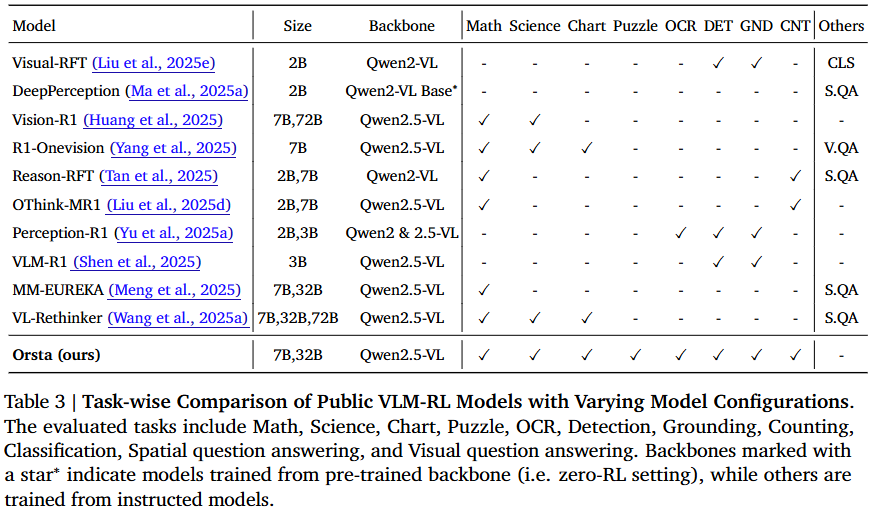 Model Size Backbone Math Science Chart Puzzle OCR DET GND CNT Others
Visual-RFT (Liu et al., 2025e) 2B Qwen2-VL - - - - - ✓ ✓ - CLS
DeepPerception (Ma et al., 2025a) 2B Qwen2-VL Base* - - - - - - - - S.QA
Vision-R1 (Huang et al., 2025) 7B,72B Qwen2.5-VL ✓ ✓ - - - - - - -
R1-Onevision (Yang et al., 2025) 7B Qwen2.5-VL ✓ ✓ ✓ - - - - - V.QA
Reason-RFT (Tan et al., 2025) 2B,7B Qwen2-VL ✓ - - - - - - ✓ S.QA
OThink-MR1 (Liu et al., 2025d) 2B,7B Qwen2.5-VL ✓ - - - - - - ✓ -
Perception-R1 (Yu et al., 2025a) 2B,3B Qwen2 & 2.5-VL - - - - ✓ ✓ ✓ - -
VLM-R1 (Shen et al., 2025) 3B Qwen2.5-VL - - - - - ✓ ✓ - -
MM-EUREKA (Meng et al., 2025) 7B,32B Qwen2.5-VL ✓ - - - - - - - S.QA
VL-Rethinker (Wang et al., 2025a) 7B,32B,72B Qwen2.5-VL ✓ ✓ ✓ - - - - - S.QA
Orsta (ours) 7B,32B Qwen2.5-VL ✓ ✓ ✓ ✓ ✓ ✓ ✓ ✓ -
Table 3 | Task-wise Comparison of Public VLM-RL Models with Varying Model Configurations.
The evaluated tasks include Math, Science, Chart, Puzzle, OCR, Detection, Grounding, Counting,
Classification, Spatial question answering, and Visual question answering. Backbones marked with
a star* indicate models trained from pre-trained backbone (i.e. zero-RL setting), while others are
trained from instructed models.